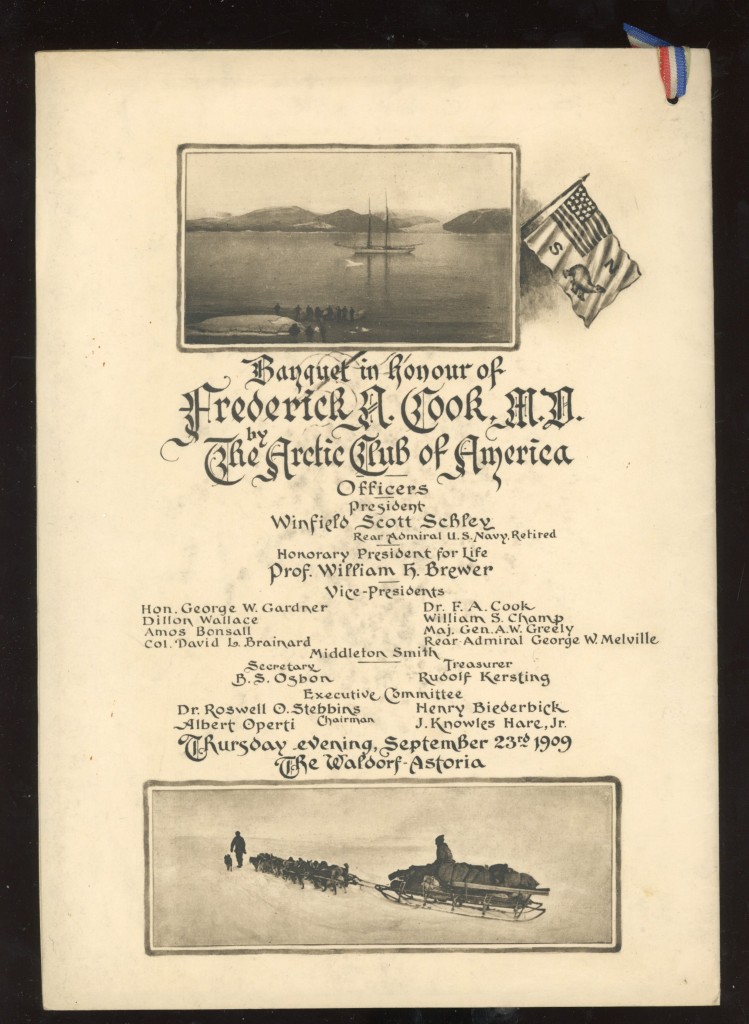 S N
Banquet in honour of
Frederick A. Cook, M.D.
by
The Arctic Club of America
Officers
President
Winfield Scott Schley
Rear Admiral U.S. Navy, Retired
Honorary President for Life
Prof. William H. Brewer
Vice-Presidents
Hon. George W. Gardner Dr. F. A. Cook
Dillon Wallace William S. Champ
Amos Bonsall Maj. Gen. A.W. Greely
Col. David L. Brainard Rear Admiral George W. Melville
Middleton Smith
Secretary Treasurer
B. S. Osbon Rudolf Kersting
Executive Committee
Dr. Roswell O. Stebbins Henry Biederbick
Chairman
Albert Operti J. Knowles Hare, Jr.
Thursday evening, September 23rd 1909
The Waldorf-Astoria